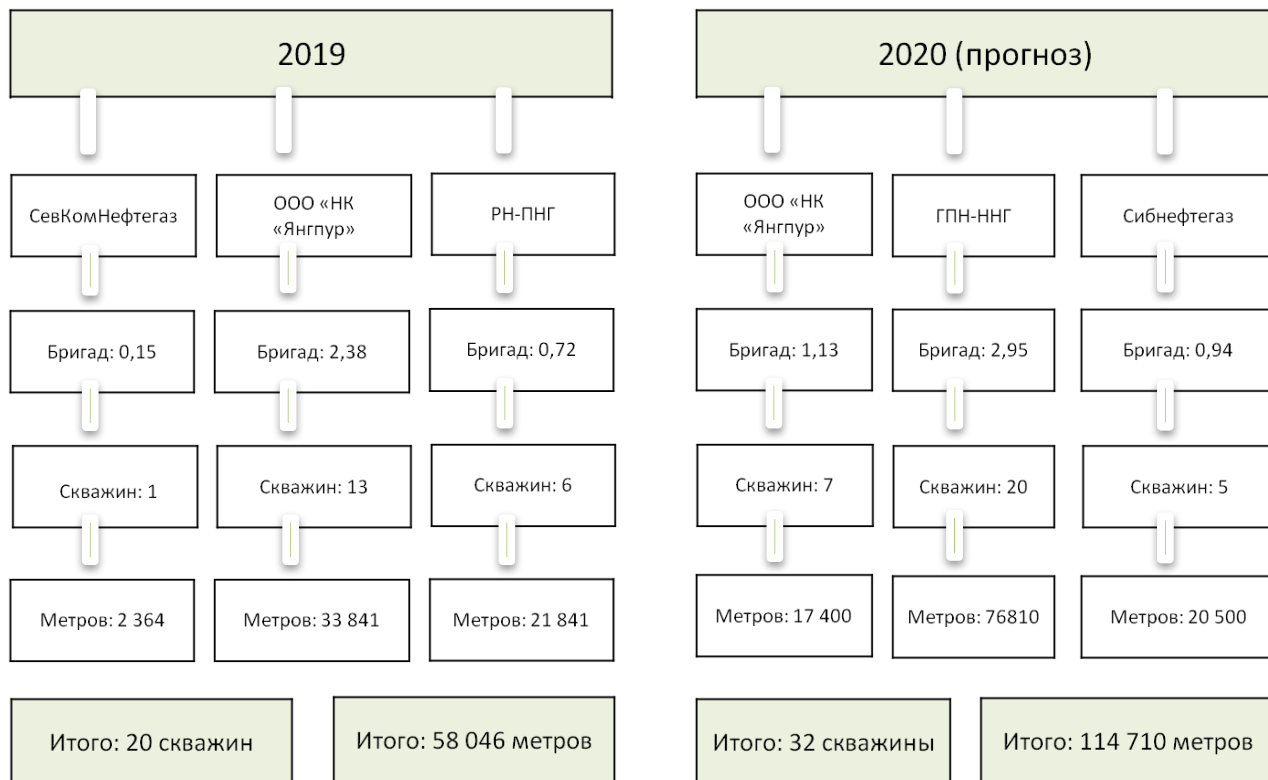 2019
СевКомНефтегаз
ООО «НК
«Янгпур»
РН-ПНГ
Бригад: 0,15
Бригад: 2,38
Бригад: 0,72
Скважин: 1
Скважин: 13
Скважин: 6
Метров: 2 364
Метров: 33 841
Метров: 21 841
Итого: 20 скважин
Итого: 58 046 метров
2020 (прогноз)
ООО «НК
«Янгпур»
ГПН-ННГ
Сибнефтегаз
Бригад: 1,13
Бригад: 2,95
Бригад: 0,94
Скважин: 7
Скважин: 20
Скважин: 5
Метров: 17 400
Метров: 76810
Метров: 20 500
Итого: 32 скважины
Итого: 114 710 метров